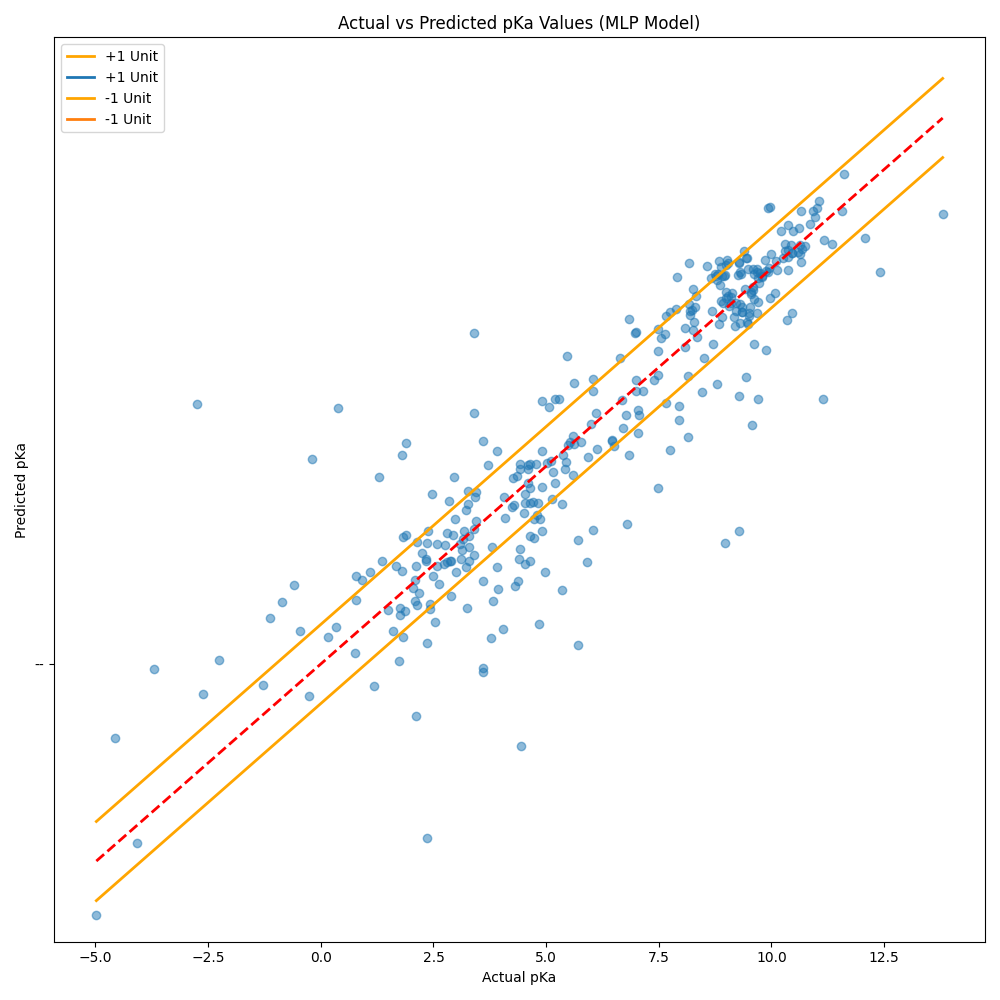 Actual vs Predicted pKa Values (MLP Model)
+1 Unit
+1 Unit
-1 Unit
-1 Unit
Predicted pKa
−5.0 −2.5 0.0 2.5 5.0 7.5 10.0 12.5
Actual pKa